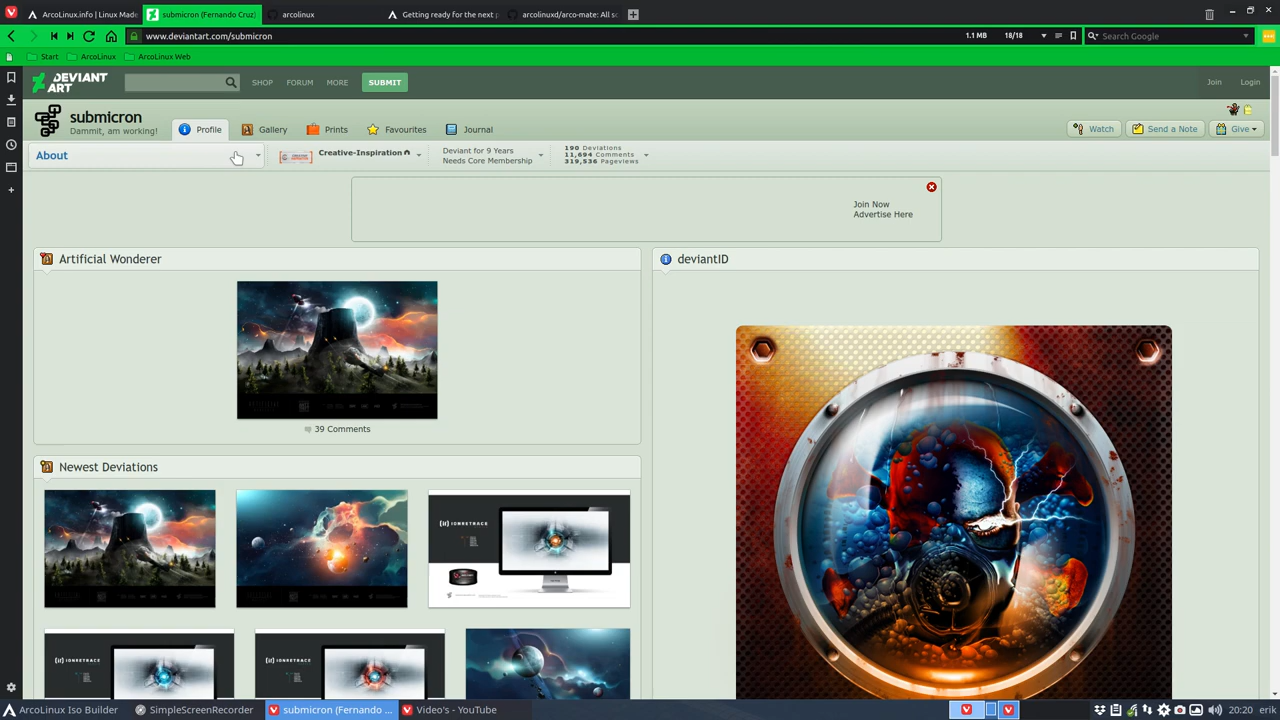 ArcoLinux.info | Linux Made
submicron (Fernando Cruz)
arcolinux
Getting ready for the next p
arcolinuxd/arco-mate: All sc
www.deviantart.com/submicron
1.1 MB
18/18
Search Google
Start
ArcoLinux
ArcoLinux Web
DEVIANT ART
SHOP
FORUM
MORE
SUBMIT
Join
Login
submicron
Dammit, am working!
Profile
Gallery
Prints
Favourites
Journal
Watch
Send a Note
Give
About
Creative-Inspiration
Deviant for 9 Years
Needs Core Membership
190 Deviations
11,694 Comments
319,536 Pageviews
Join Now
Advertise Here
Artificial Wonderer
39 Comments
deviantID
Newest Deviations
IONRETRACE
IONRETRACE
IONRETRACE
ArcoLinux Iso Builder
SimpleScreenRecorder
submicron (Fernando ...
Video's - YouTube
20:20
erik